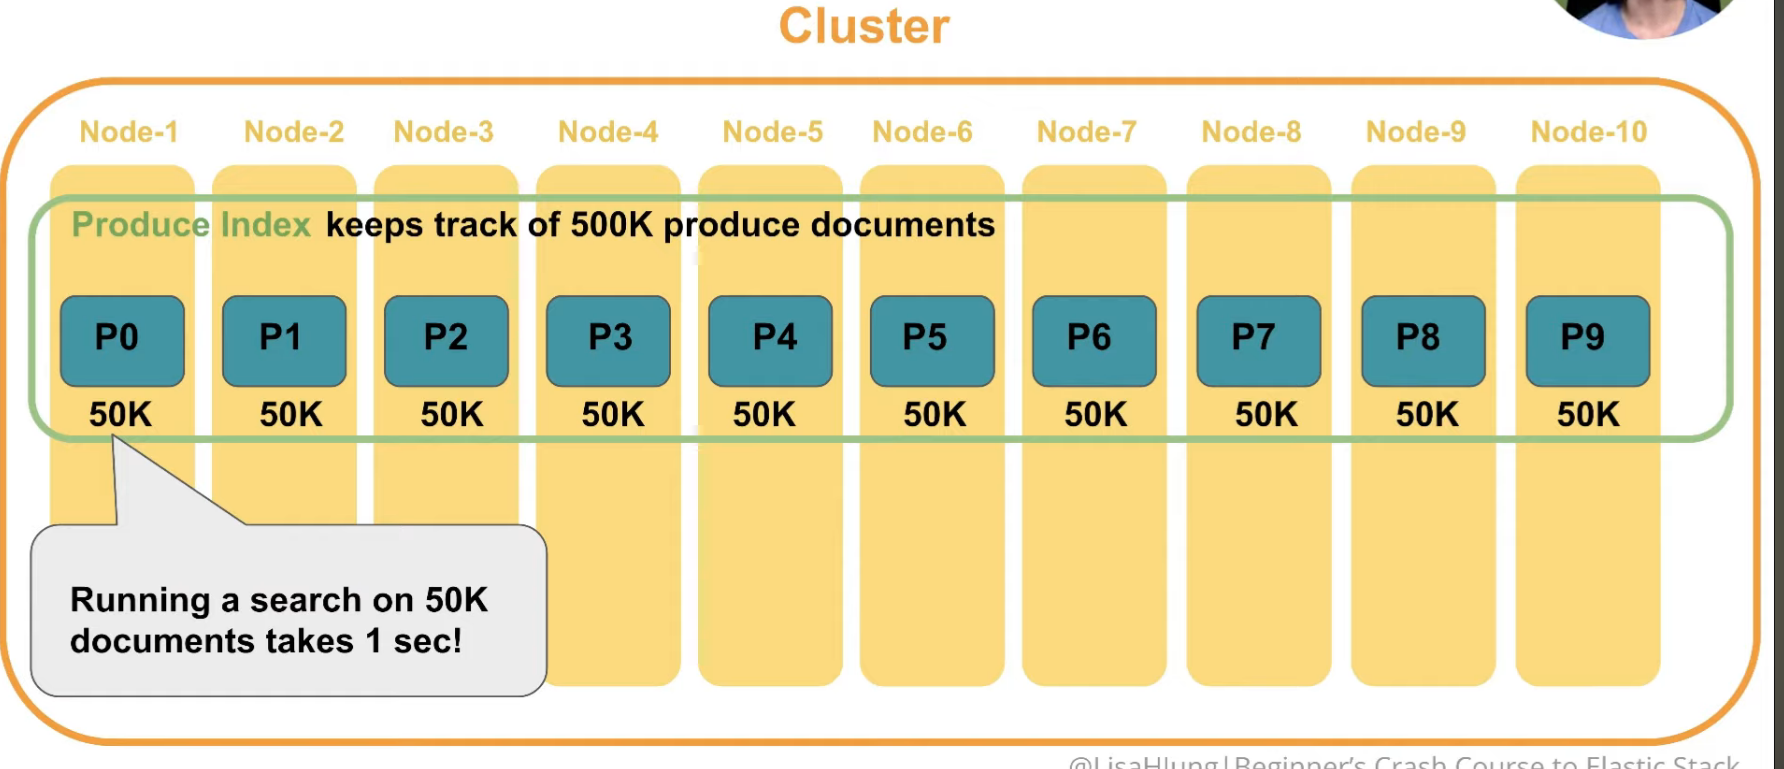 Cluster
Node-1 Node-2 Node-3 Node-4 Node-5 Node-6 Node-7 Node-8 Node-9 Node-10
Produce Index keeps track of 500K produce documents
P0 P1 P2 P3 P4 P5 P6 P7 P8 P9
50K 50K 50K 50K 50K 50K 50K 50K 50K 50K
Running a search on 50K
documents takes 1 sec!
@LisaHJung|Beginner's Crash Course to Elastic Stack